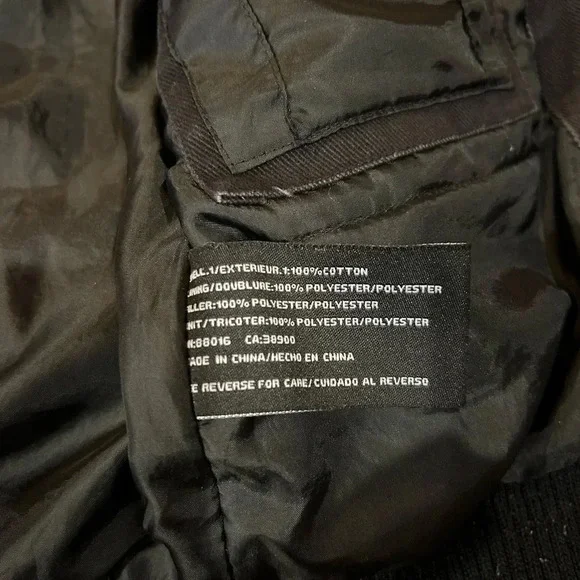 ELL.1/EXTERIEUR.1:100%COTTON
NING/DOUBLURE:100% POLYESTER/POLYESTER
LLER:100% POLYESTER/POLYESTER
NIT/TRICOTER:100% POLYESTER/POLYESTER
N:88016 CA:38900
ADE IN CHINA/HECHO EN CHINA
E REVERSE FOR CARE/CUIDADO AL REVERSO